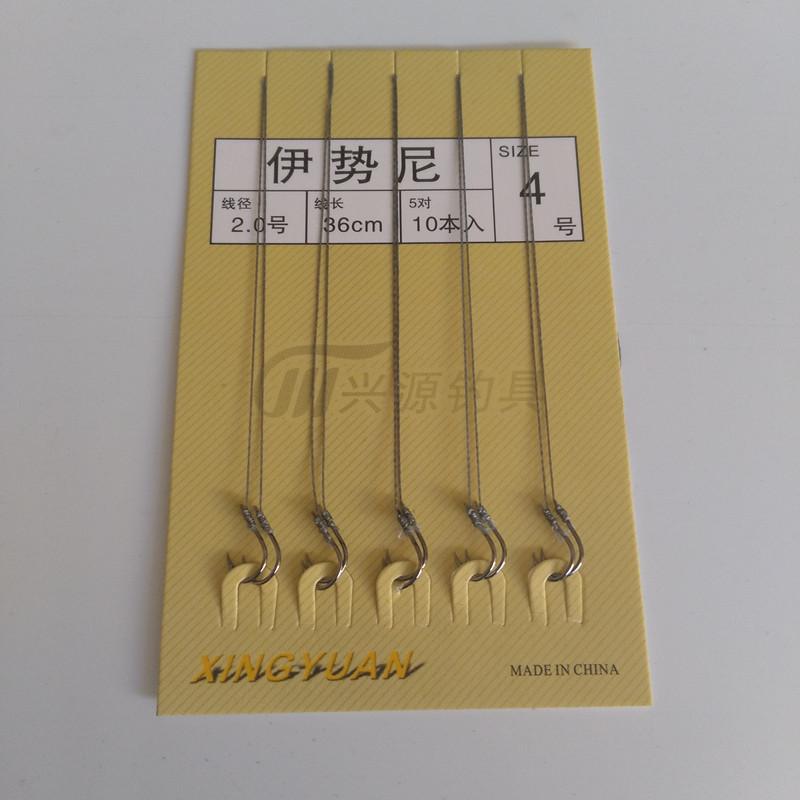 伊势尼
SIZE
4
号
线径
2.0号
线长
36cm
5对
10本入
兴源钓具
XINGYUAN
MADE IN CHINA